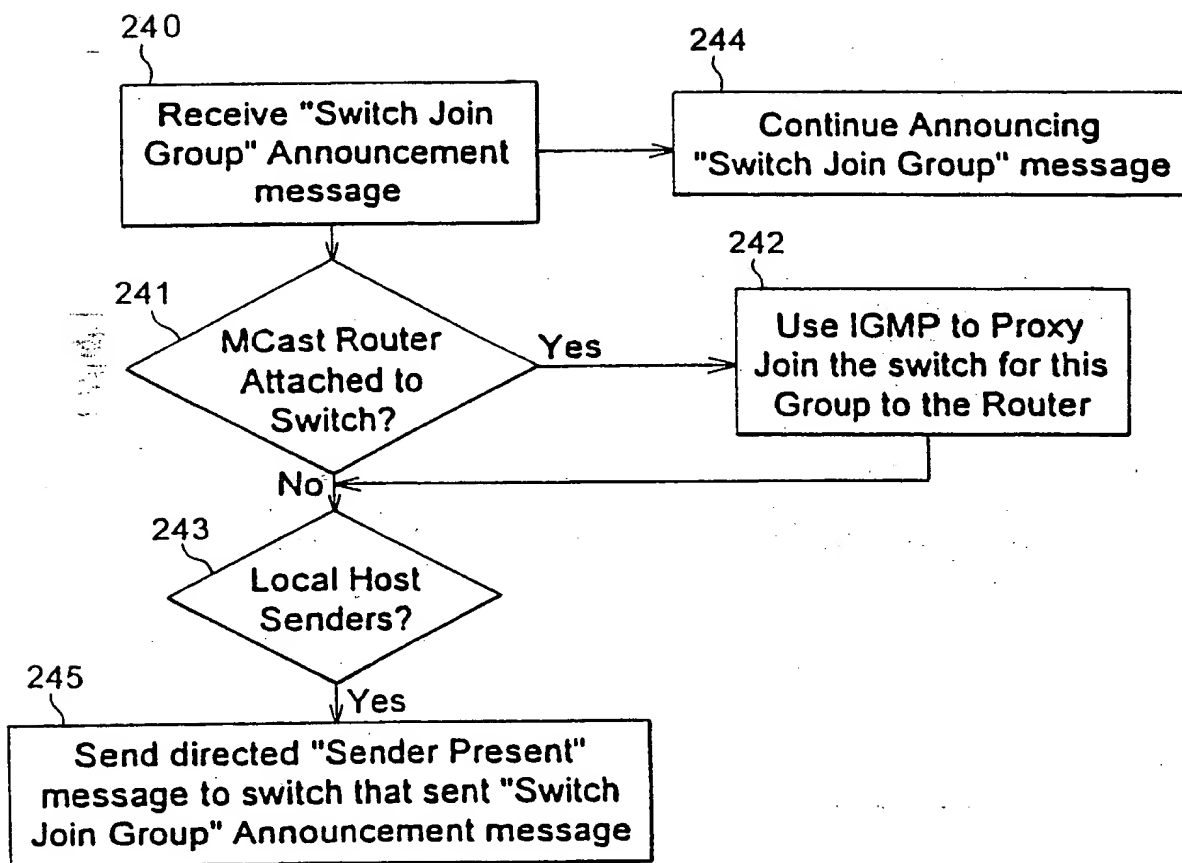 240
Receive "Switch Join
Group" Announcement
message
244
Continue Announcing
"Switch Join Group" message
241
MCast Router
Attached to
Switch?
Yes
242
Use IGMP to Proxy
Join the switch for this
Group to the Router
No
243
Local Host
Senders?
Yes
245
Send directed "Sender Present"
message to switch that sent "Switch
Join Group" Announcement message